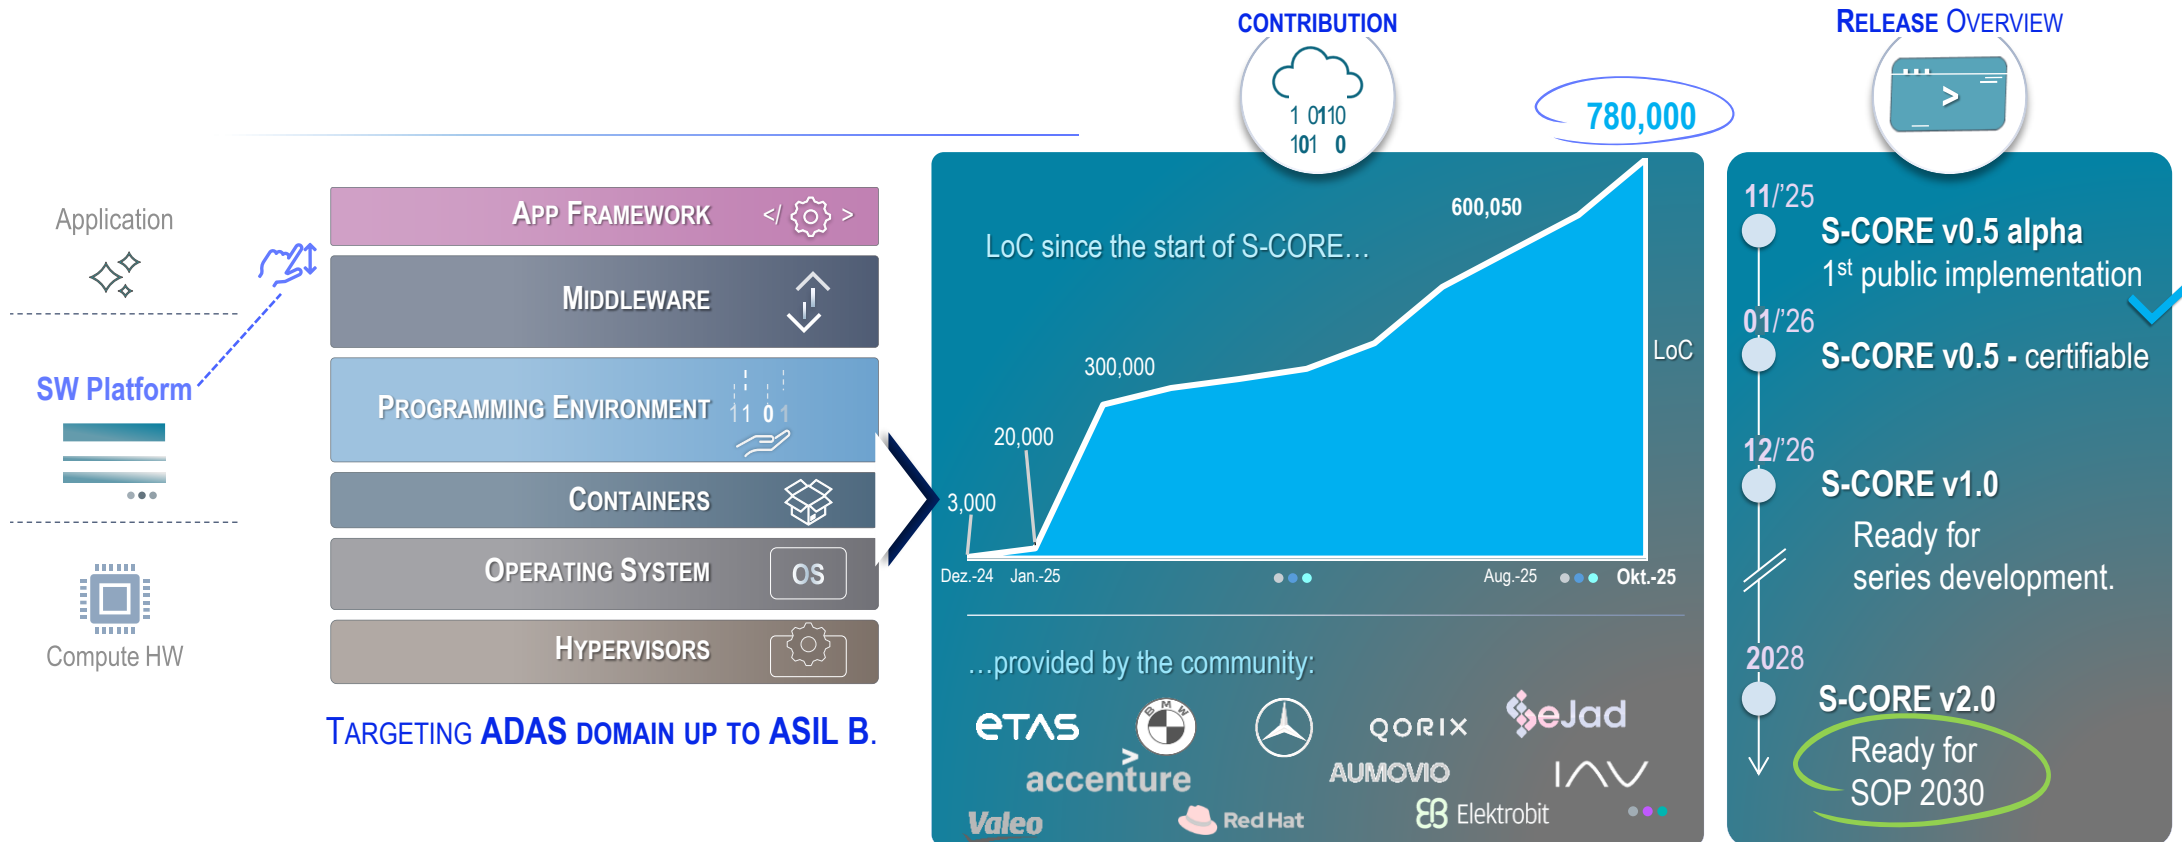 CONTRIBUTION
RELEASE OVERVIEW
1 0110
101 0
>
780,000
Application
SW Platform
Compute HW
APP FRAMEWORK </ >
MIDDLEWARE
PROGRAMMING ENVIRONMENT 11 0 1
CONTAINERS
OPERATING SYSTEM OS
HYPERVISORS
TARGETING ADAS DOMAIN UP TO ASIL B.
LoC since the start of S-CORE…
600,050
300,000
20,000
3,000
LoC
Dez.-24 Jan.-25 Aug.-25 Okt.-25
…provided by the community:
ETAS
BMW
QORIX
eJad
accenture
AUMOVIO
IAV
Valeo
Red Hat
EB Elektrobit
11/'25
S-CORE v0.5 alpha
1st public implementation
01/'26
S-CORE v0.5 - certifiable
12/'26
S-CORE v1.0
Ready for
series development.
2028
S-CORE v2.0
Ready for
SOP 2030